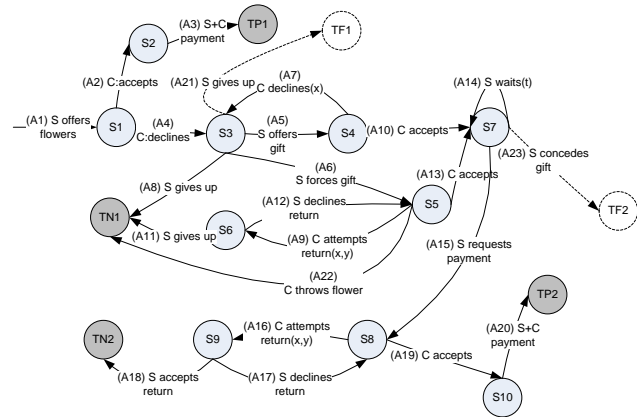 (A3) S+C
payment
TP1
TF1
S2
(A2) C:accepts
(A21) S gives up
(A7)
C declines(x)
(A14) S waits(t)
(A1) S offers
flowers
S1
(A4)
C:declines
S3
(A5)
S offers
gift
S4
(A10) C accepts
S7
(A23) S concedes
gift
(A6)
S forces gift
(A13) C accepts
(A8) S gives up
(A12) S declines
return
S5
TF2
TN1
(A11) S gives up
S6
(A9) C attempts
return(x,y)
(A15) S requests
payment
(A22)
C throws flower
TP2
(A16) C attempts
return(x,y)
(A20) S+C
payment
TN2
S9
S8
(A19) C accepts
(A18) S accepts
return
(A17) S declines
return
S10